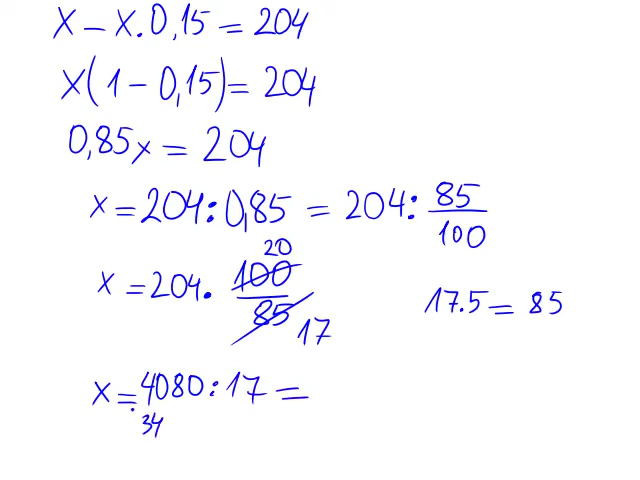 x - x.0,15 = 204
x(1 - 0,15) = 204
0,85x = 204
x = 204 : 0,85 = 204 : 85/100
20
x = 204 . 100/85 17
17.5 = 85
x = 4080 : 17 =
34